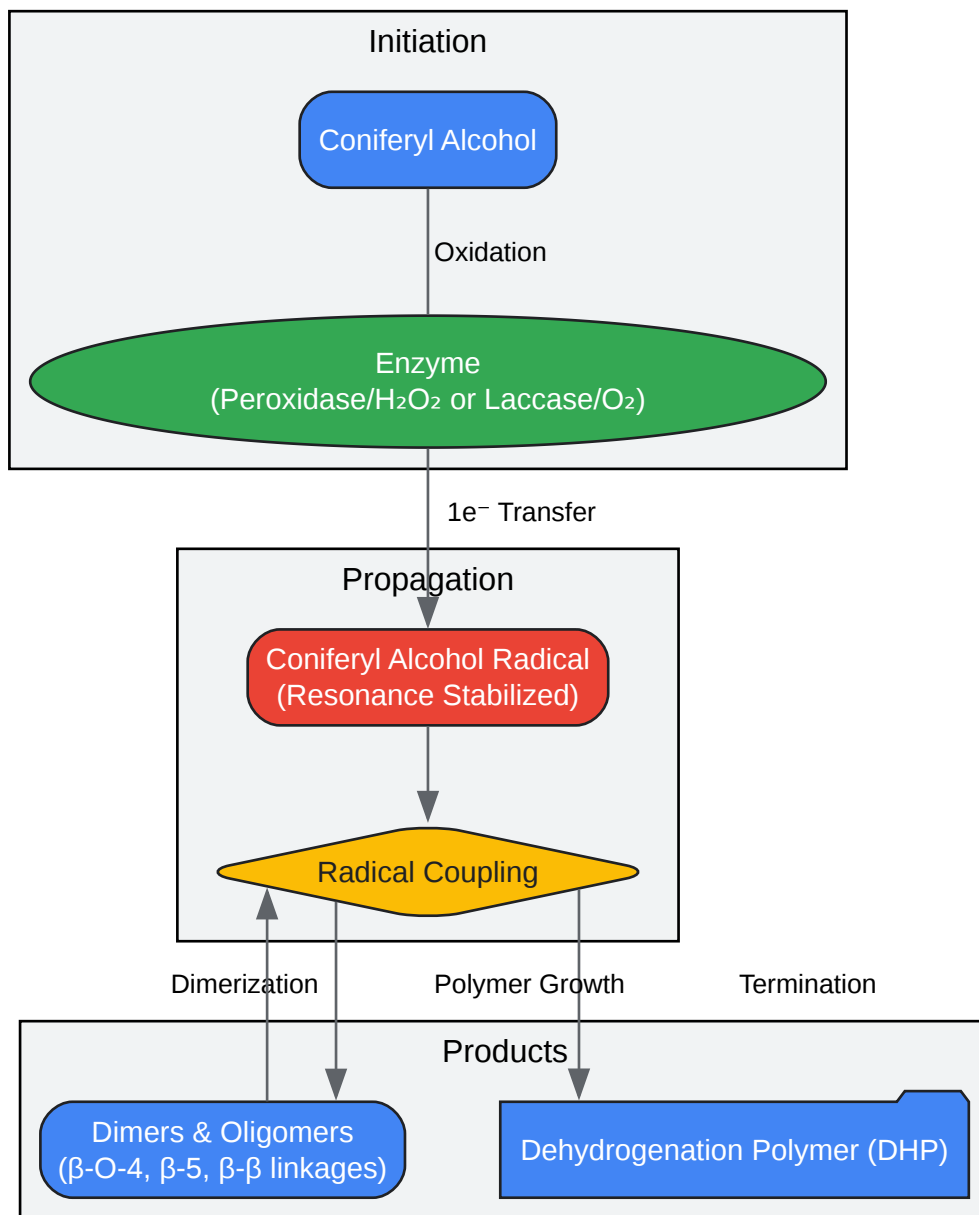 Initiation
Coniferyl Alcohol
Oxidation
Enzyme
(Peroxidase/H₂O₂ or Laccase/O₂)
1e⁻ Transfer
Propagation
Coniferyl Alcohol Radical
(Resonance Stabilized)
Radical Coupling
Dimerization
Polymer Growth
Termination
Products
Dimers & Oligomers
(β-O-4, β-5, β-β linkages)
Dehydrogenation Polymer (DHP)